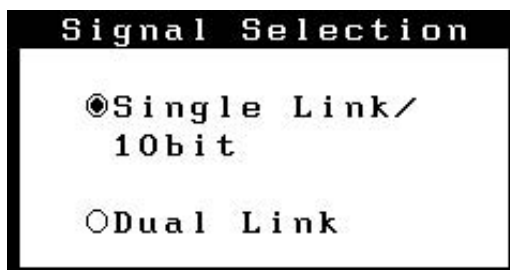 Signal Selection
◉Single Link/
10bit
○Dual Link